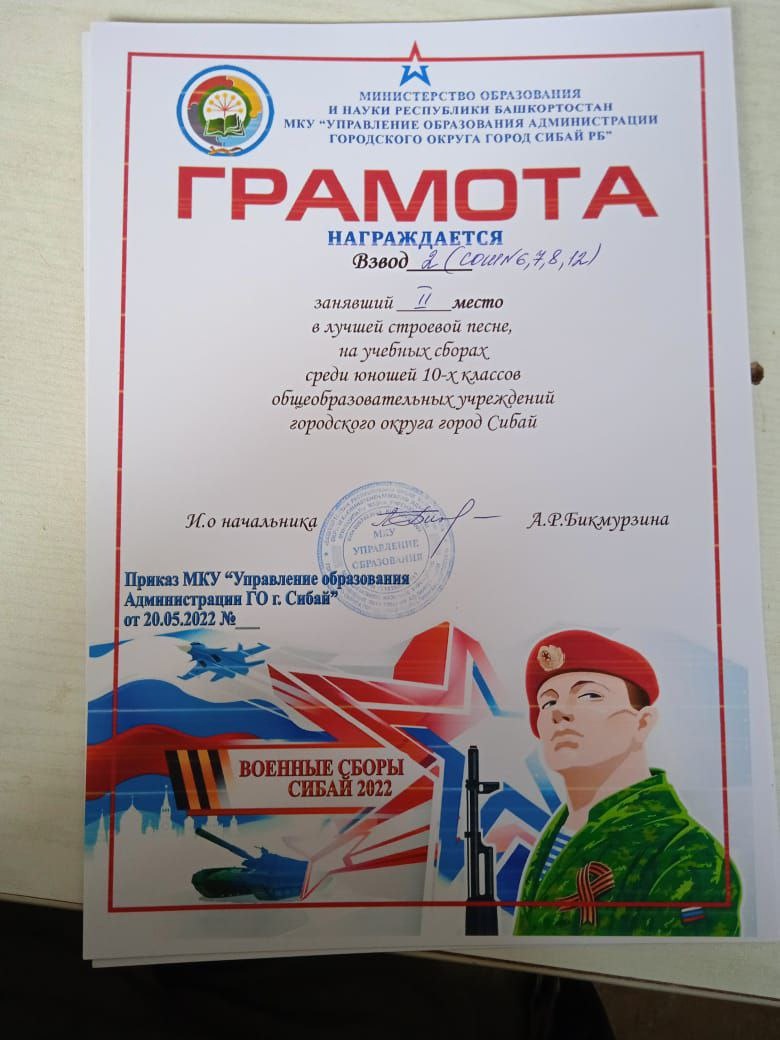 МИНИСТЕРСТВО ОБРАЗОВАНИЯ
И НАУКИ РЕСПУБЛИКИ БАШКОРТОСТАН
МКУ “УПРАВЛЕНИЕ ОБРАЗОВАНИЯ АДМИНИСТРАЦИИ
ГОРОДСКОГО ОКРУГА ГОРОД СИБАЙ РБ”
ГРАМОТА
НАГРАЖДАЕТСЯ
Взвод 2 (СОШ№6,7,8,12)
занявший II место
в лучшей строевой песне,
на учебных сборах
среди юношей 10-х классов
общеобразовательных учреждений
городского округа город Сибай
И.о начальника А.Р.Бикмурзина
МКУ
УПРАВЛЕНИЕ
ОБРАЗОВАНИЯ
Приказ МКУ “Управление образования
Администрации ГО г. Сибай”
от 20.05.2022 №___
ВОЕННЫЕ СБОРЫ
СИБАЙ 2022